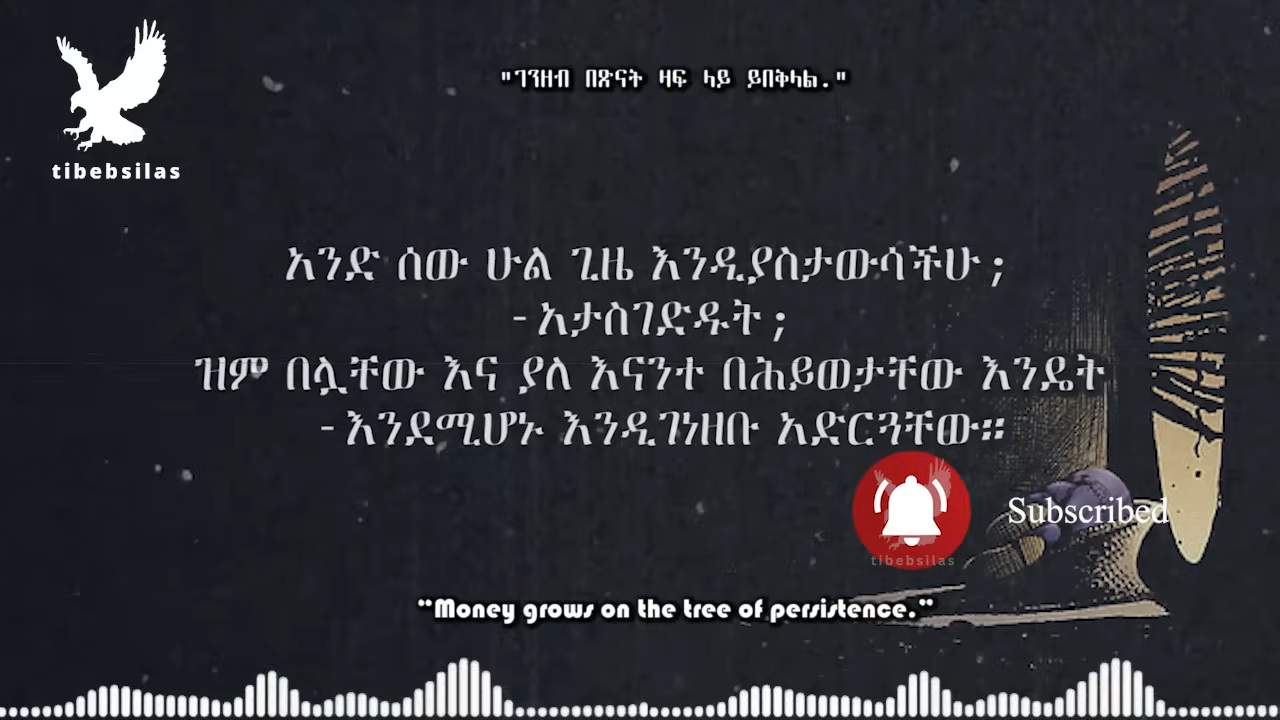 "ገንዘብ በጽናት ዛፍ ላይ ይበቅላል."
tibebsilas
አንድ ሰው ሁል ጊዜ እንዲያስታውሳችሁ ;
- አታስገድዱት ;
ዝም በሏቸው እና ያለ እናንተ በሕይወታቸው እንዴት
- እንደሚሆኑ እንዲገነዘቡ አድርጓቸው።
Subscribed
tibebsilas
"Money grows on the tree of persistence."